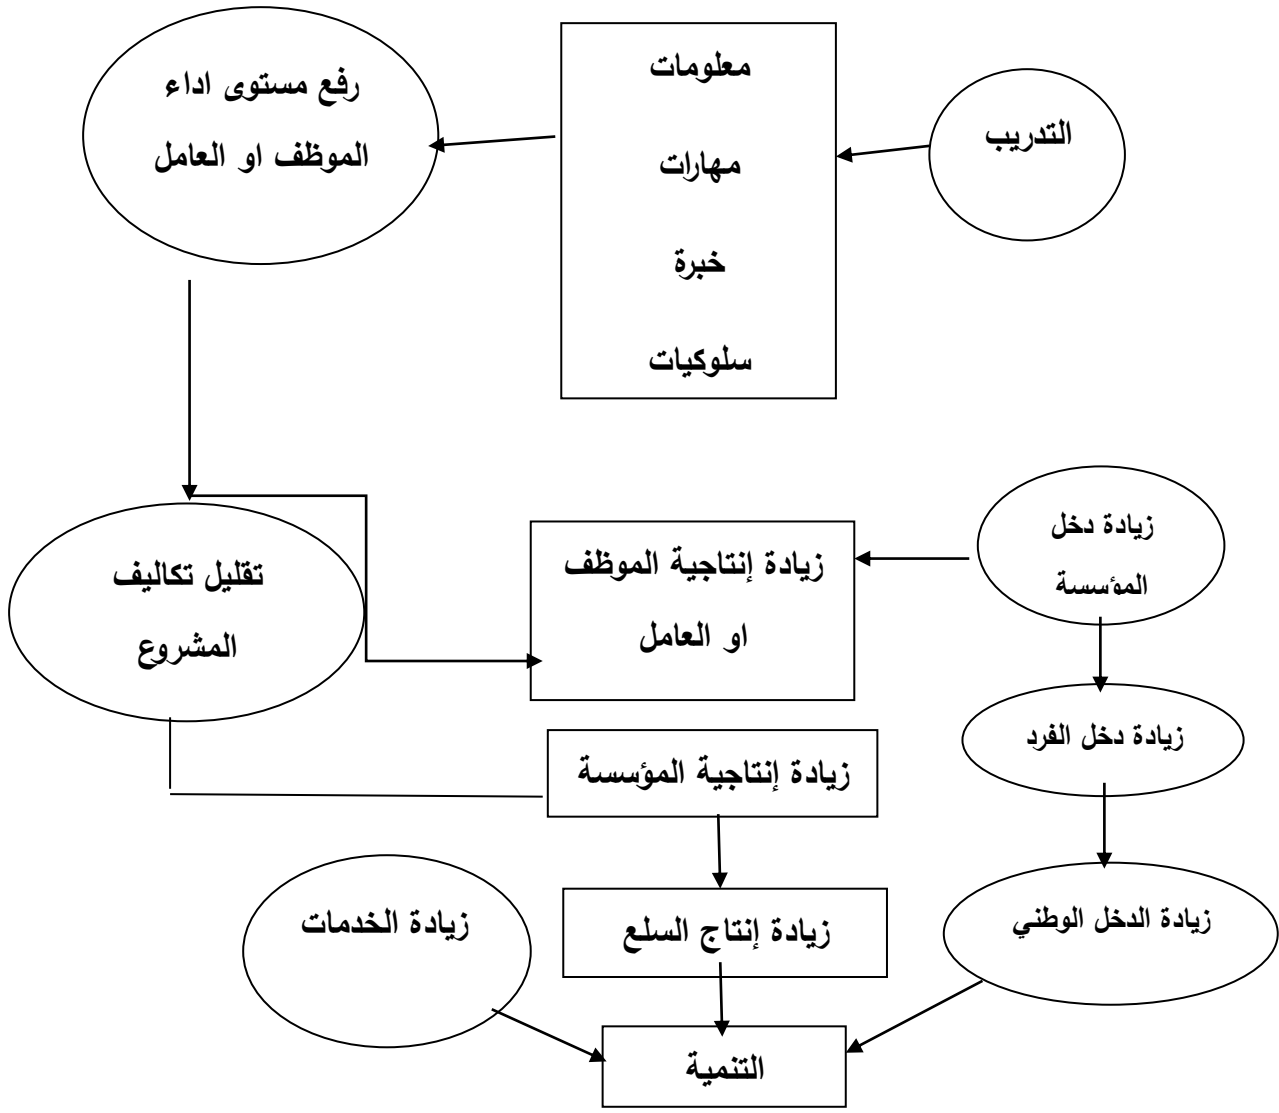 التدريب
معلومات
مهارات
خبرة
سلوكيات
رفع مستوى اداء
الموظف او العامل
زيادة دخل
المؤسسة
زيادة إنتاجية الموظف
او العامل
تقليل تكاليف
المشروع
زيادة دخل الفرد
زيادة إنتاجية المؤسسة
زيادة الدخل الوطني
زيادة إنتاج السلع
زيادة الخدمات
التنمية